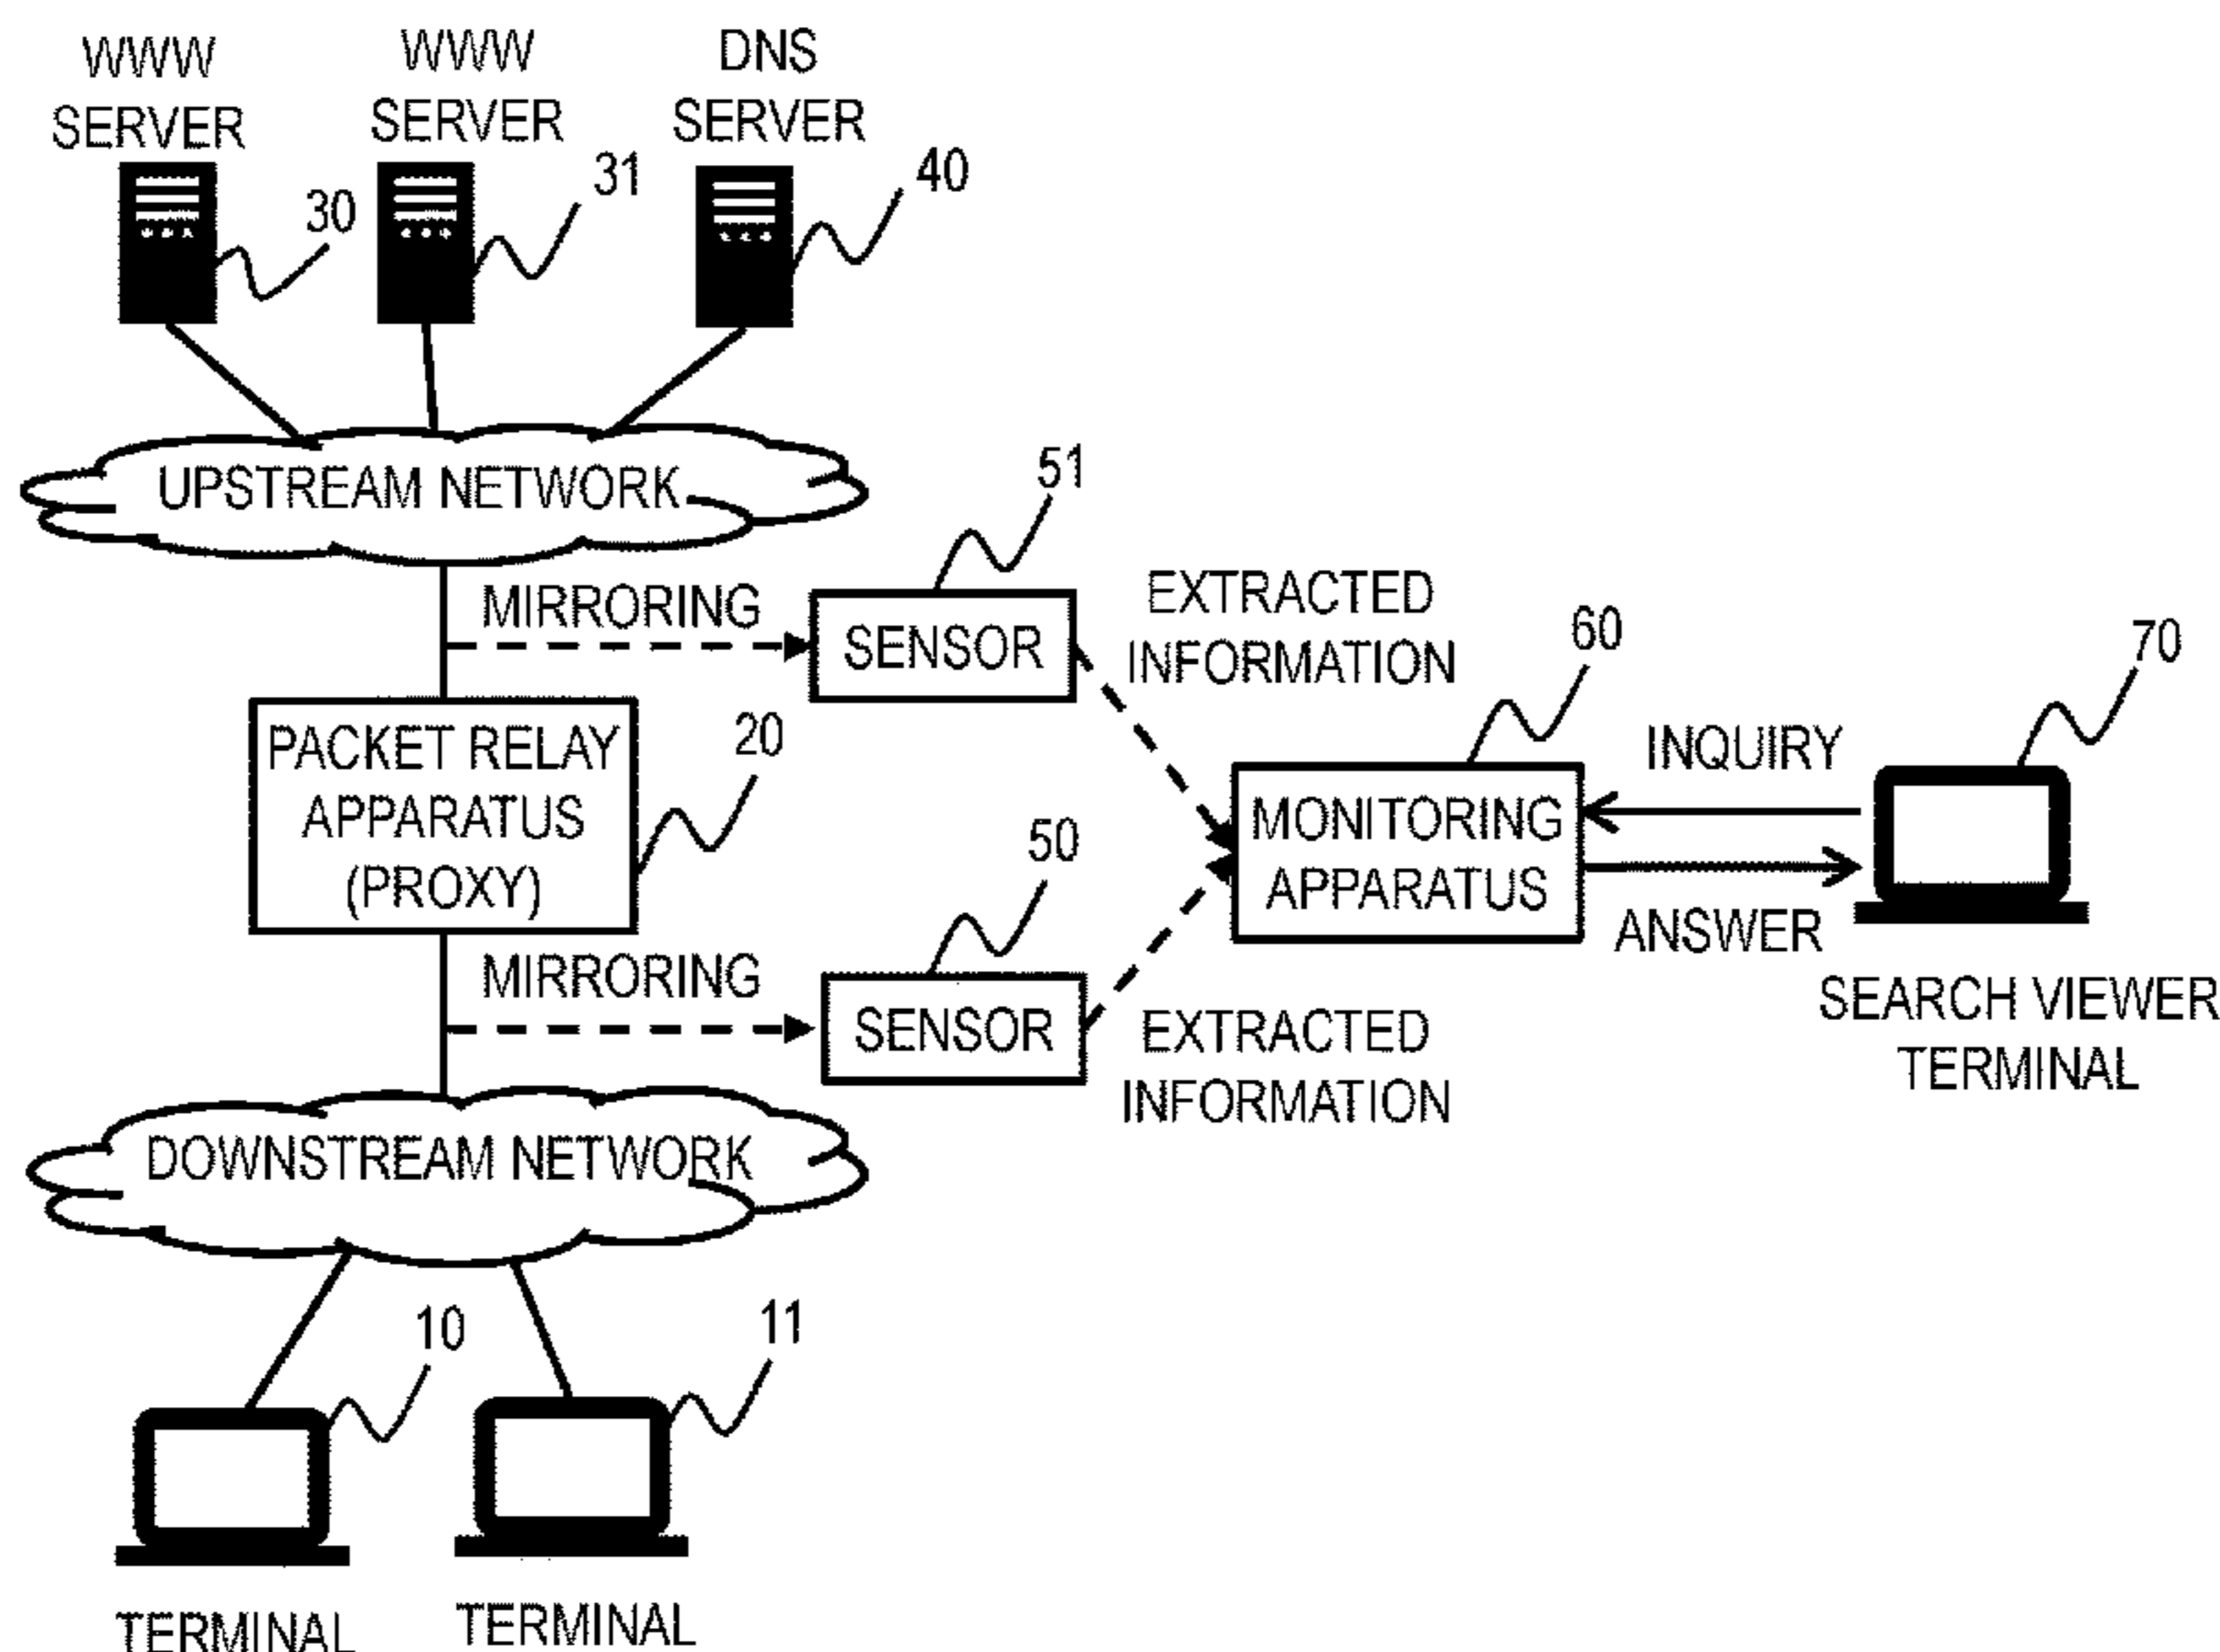 WWW
SERVER
WWW
SERVER
DNS
SERVER
30
31
40
UPSTREAM NETWORK
51
MIRRORING
SENSOR
EXTRACTED
INFORMATION
60
70
PACKET RELAY
APPARATUS
(PROXY)
20
INQUIRY
MONITORING
APPARATUS
ANSWER
50
MIRRORING
SENSOR
EXTRACTED
INFORMATION
SEARCH VIEWER
TERMINAL
DOWNSTREAM NETWORK
10
11
TERMINAL
TERMINAL